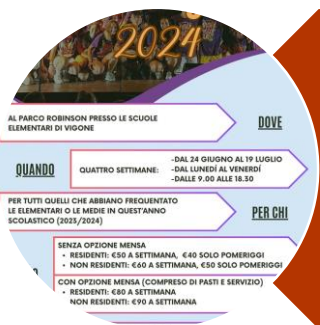 2024
AL PARCO ROBINSON PRESSO LE SCUOLE
ELEMENTARI DI VIGONE
DOVE
QUANDO
QUATTRO SETTIMANE:
-DAL 24 GIUGNO AL 19 LUGLIO
-DAL LUNEDÍ AL VENERDÍ
-DALLE 9.00 ALLE 18.30
PER TUTTI QUELLI CHE ABBIANO FREQUENTATO
LE ELEMENTARI O LE MEDIE IN QUEST'ANNO
SCOLASTICO (2023/2024)
PER CHI
SENZA OPZIONE MENSA
• RESIDENTI: €50 A SETTIMANA, €40 SOLO POMERIGGI
• NON RESIDENTI: €60 A SETTIMANA, €50 SOLO POMERIGGI
CON OPZIONE MENSA (COMPRESO DI PASTI E SERVIZIO)
• RESIDENTI: €80 A SETTIMANA
NON RESIDENTI: €90 A SETTIMANA